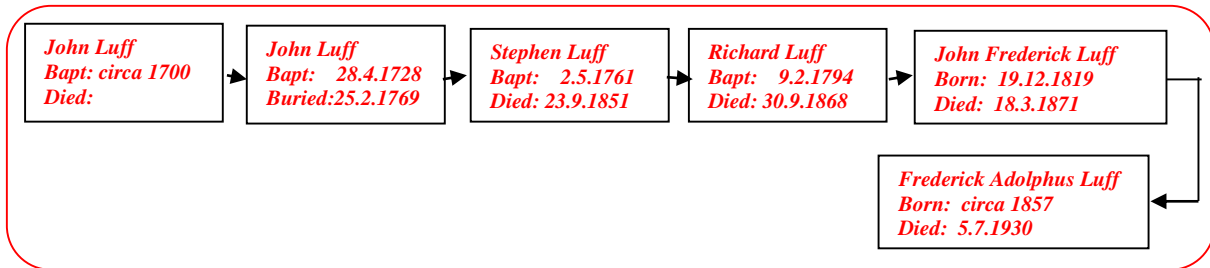 John Luff
Bapt: circa 1700
Died:
John Luff
Bapt: 28.4.1728
Buried:25.2.1769
Stephen Luff
Bapt: 2.5.1761
Died: 23.9.1851
Richard Luff
Bapt: 9.2.1794
Died: 30.9.1868
John Frederick Luff
Born: 19.12.1819
Died: 18.3.1871
Frederick Adolphus Luff
Born: circa 1857
Died: 5.7.1930